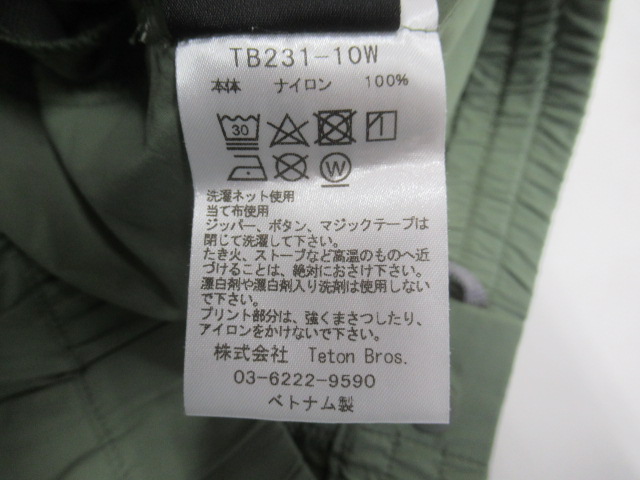 TB231-10W
本体 ナイロン 100%
30
W
洗濯ネット使用
当て布使用
ジッパー、ボタン、マジックテープは
閉じて洗濯して下さい。
たき火、ストーブなど高温のものへ近
づけることは、絶対におさけ下さい。
漂白剤や漂白剤入り洗剤は使用しない
で下さい。
プリント部分は、強くまさつしたり、
アイロンをかけないで下さい。
株式会社 Teton Bros.
03-6222-9590
ベトナム製